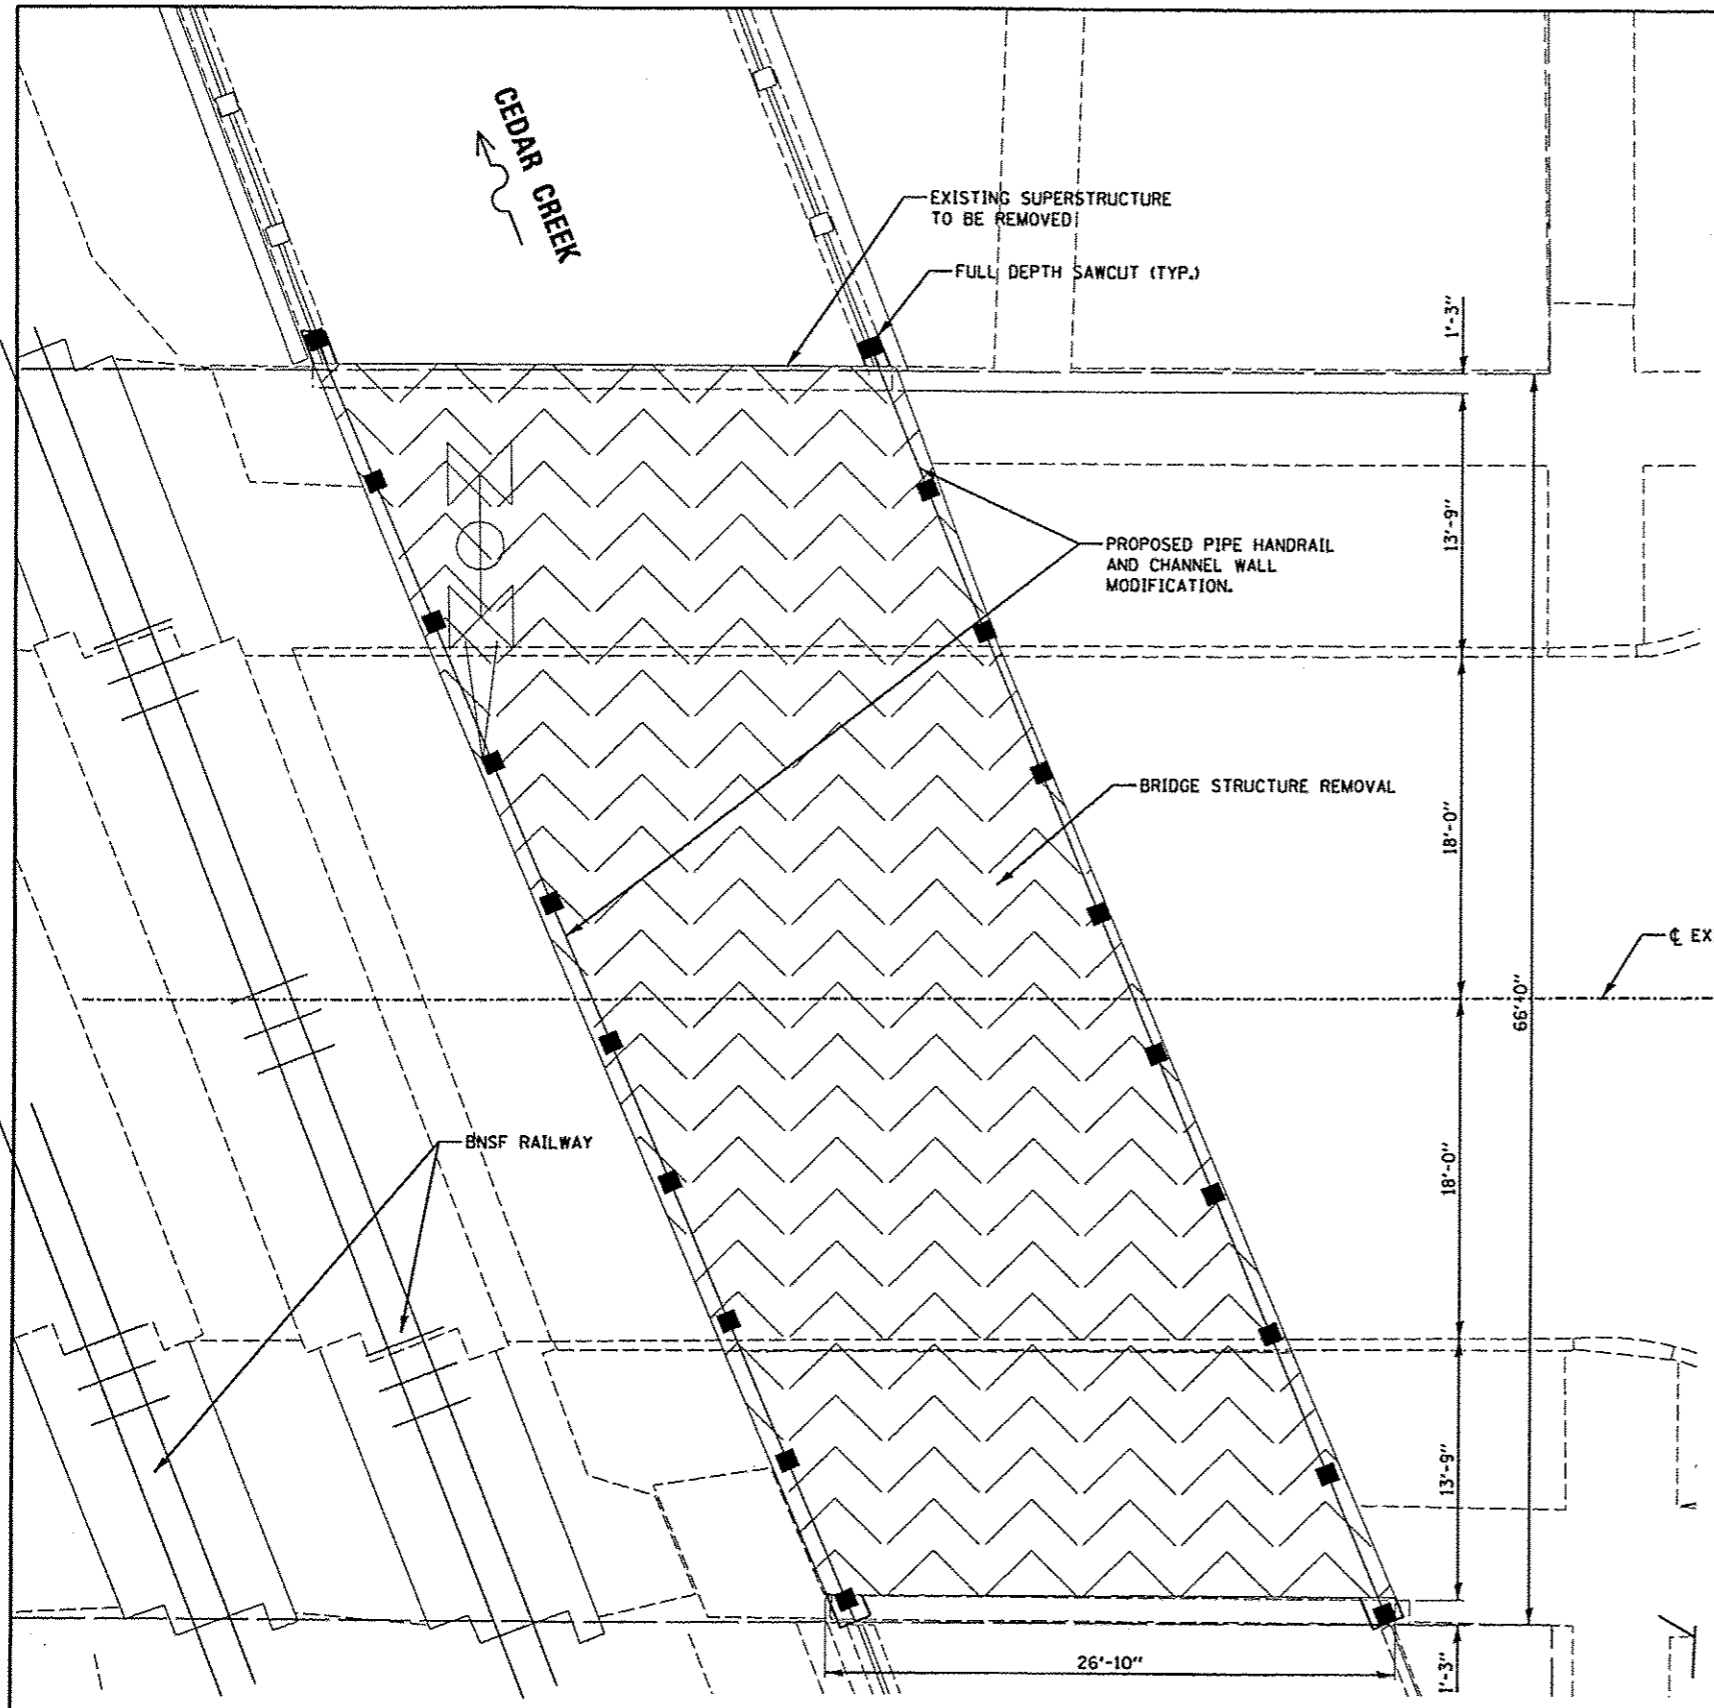 CEDAR CREEK
EXISTING SUPERSTRUCTURE
TO BE REMOVED
FULL DEPTH SAWCUT (TYP.)
1'-3"
13'-9"
PROPOSED PIPE HANDRAIL
AND CHANNEL WALL
MODIFICATION.
BRIDGE STRUCTURE REMOVAL
18'-0"
℄ EX
66'-0"
BNSF RAILWAY
18'-0"
13'-9"
26'-10"
1'-3"